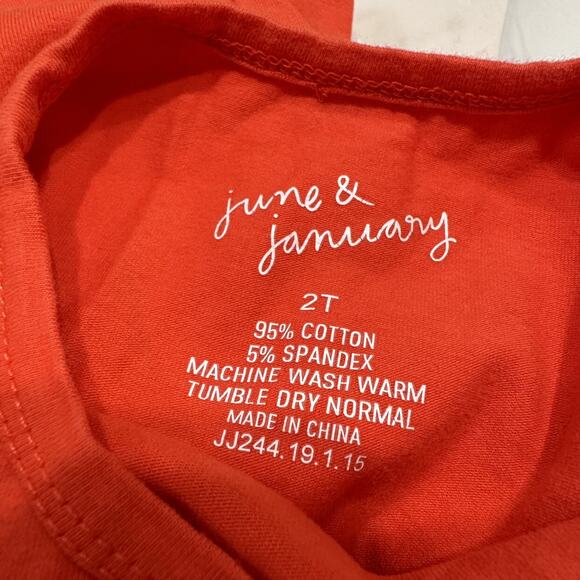 june &
january
2T
95% COTTON
5% SPANDEX
MACHINE WASH WARM
TUMBLE DRY NORMAL
MADE IN CHINA
JJ244.19.1.15